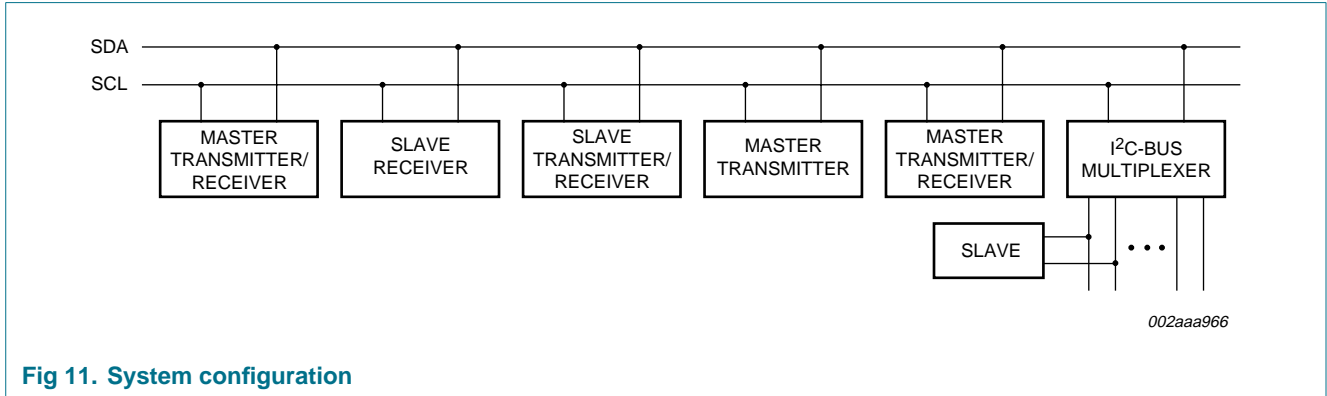 SDA
SCL
MASTER
TRANSMITTER/
RECEIVER
SLAVE
RECEIVER
SLAVE
TRANSMITTER/
RECEIVER
MASTER
TRANSMITTER
MASTER
TRANSMITTER/
RECEIVER
I²C-BUS
MULTIPLEXER
SLAVE
002aaa966
Fig 11. System configuration